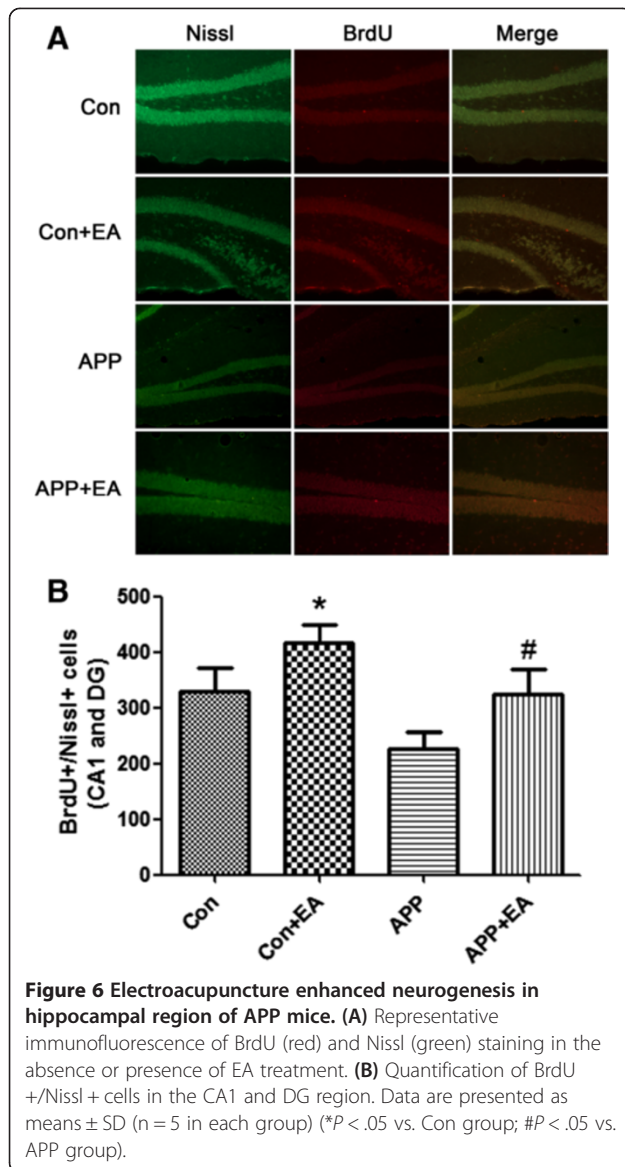 A
Nissl BrdU Merge
Con
Con+EA
APP
APP+EA
B
BrdU+/Nissl+ cells
(CA1 and DG)
500
400
300
200
100
0
*
#
Con
Con+EA
APP
APP+EA
Figure 6 Electroacupuncture enhanced neurogenesis in
hippocampal region of APP mice. (A) Representative
immunofluorescence of BrdU (red) and Nissl (green) staining in the
absence or presence of EA treatment. (B) Quantification of BrdU
+/Nissl + cells in the CA1 and DG region. Data are presented as
means ± SD (n = 5 in each group) (*P < .05 vs. Con group; #P < .05 vs.
APP group).